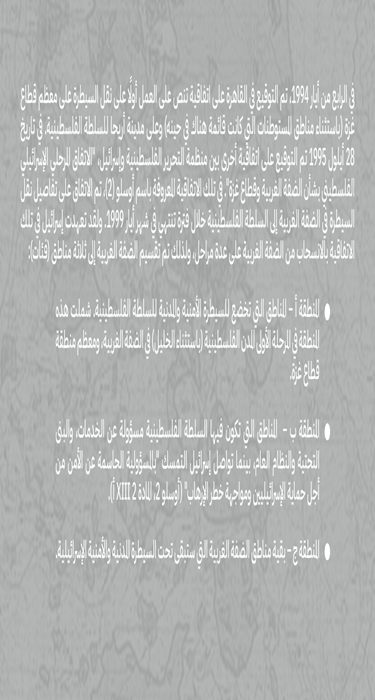 في الرابع من أيار 1994، تم التوقيع في القاهرة على اتفاقية تنص على العمل أولًا على نقل السيطرة على معظم قطاع
غزة (باستثناء مناطق المستوطنات التي كانت قائمة هناك في حينه) وعلى مدينة أريحا للسلطة الفلسطينية. في تاريخ
28 أيلول 1995 تم التوقيع على اتفاقية أخرى بين منظمة التحرير الفلسطينية وإسرائيل، "الاتفاق المرحلي الإسرائيلي
الفلسطيني بشأن الضفة الغربية وقطاع غزة" في تلك الاتفاقية المعروفة باسم أوسلو (2)، تم الاتفاق على تفاصيل نقل
السيطرة في الضفة الغربية إلى السلطة الفلسطينية خلال فترة تنتهي في شهر أيار 1999. ولقد تعهدت إسرائيل في تلك
الاتفاقية بالانسحاب من الضفة الغربية على عدة مراحل، ولذلك تم تقسيم الضفة الغربية إلى ثلاثة مناطق (فئات):
● المنطقة أ – المناطق التي تخضع للسيطرة الأمنية والمدنية للسلطة الفلسطينية. شملت هذه
المنطقة في المرحلة الأولى المدن الفلسطينية (باستثناء الخليل) في الضفة الغربية، ومعظم منطقة
قطاع غزة.
● المنطقة ب – المناطق التي تكون فيها السلطة الفلسطينية مسؤولة عن الخدمات، والبنى
التحتية والنظام العام، بينما تواصل إسرائيل التمسك "بالمسؤولية الحاسمة عن الأمن من
أجل حماية الإسرائيليين ومواجهة خطر الإرهاب" (أوسلو 2، المادة XIII 2 أ).
● المنطقة ج – بقية مناطق الضفة الغربية التي ستبقى تحت السيطرة المدنية والأمنية الإسرائيلية.